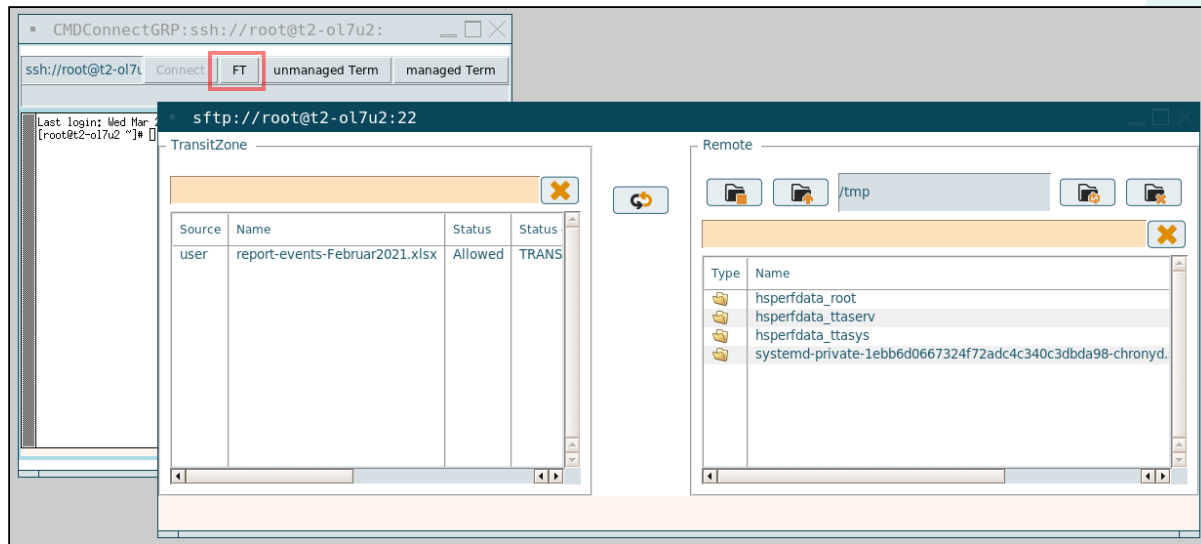 CMDConnectGRP:ssh://root@t2-ol7u2:
ssh://root@t2-ol7u Connect FT unmanaged Term managed Term
Last login: Wed Mar
[root@t2-ol7u2 ~]#
sftp://root@t2-ol7u2:22
TransitZone
Source Name Status Status
user report-events-Februar2021.xlsx Allowed TRANS
Remote
/tmp
Type Name
hsperfdata_root
hsperfdata_ttaserv
hsperfdata_ttasys
systemd-private-1ebb6d0667324f72adc4c340c3dbda98-chronyd.